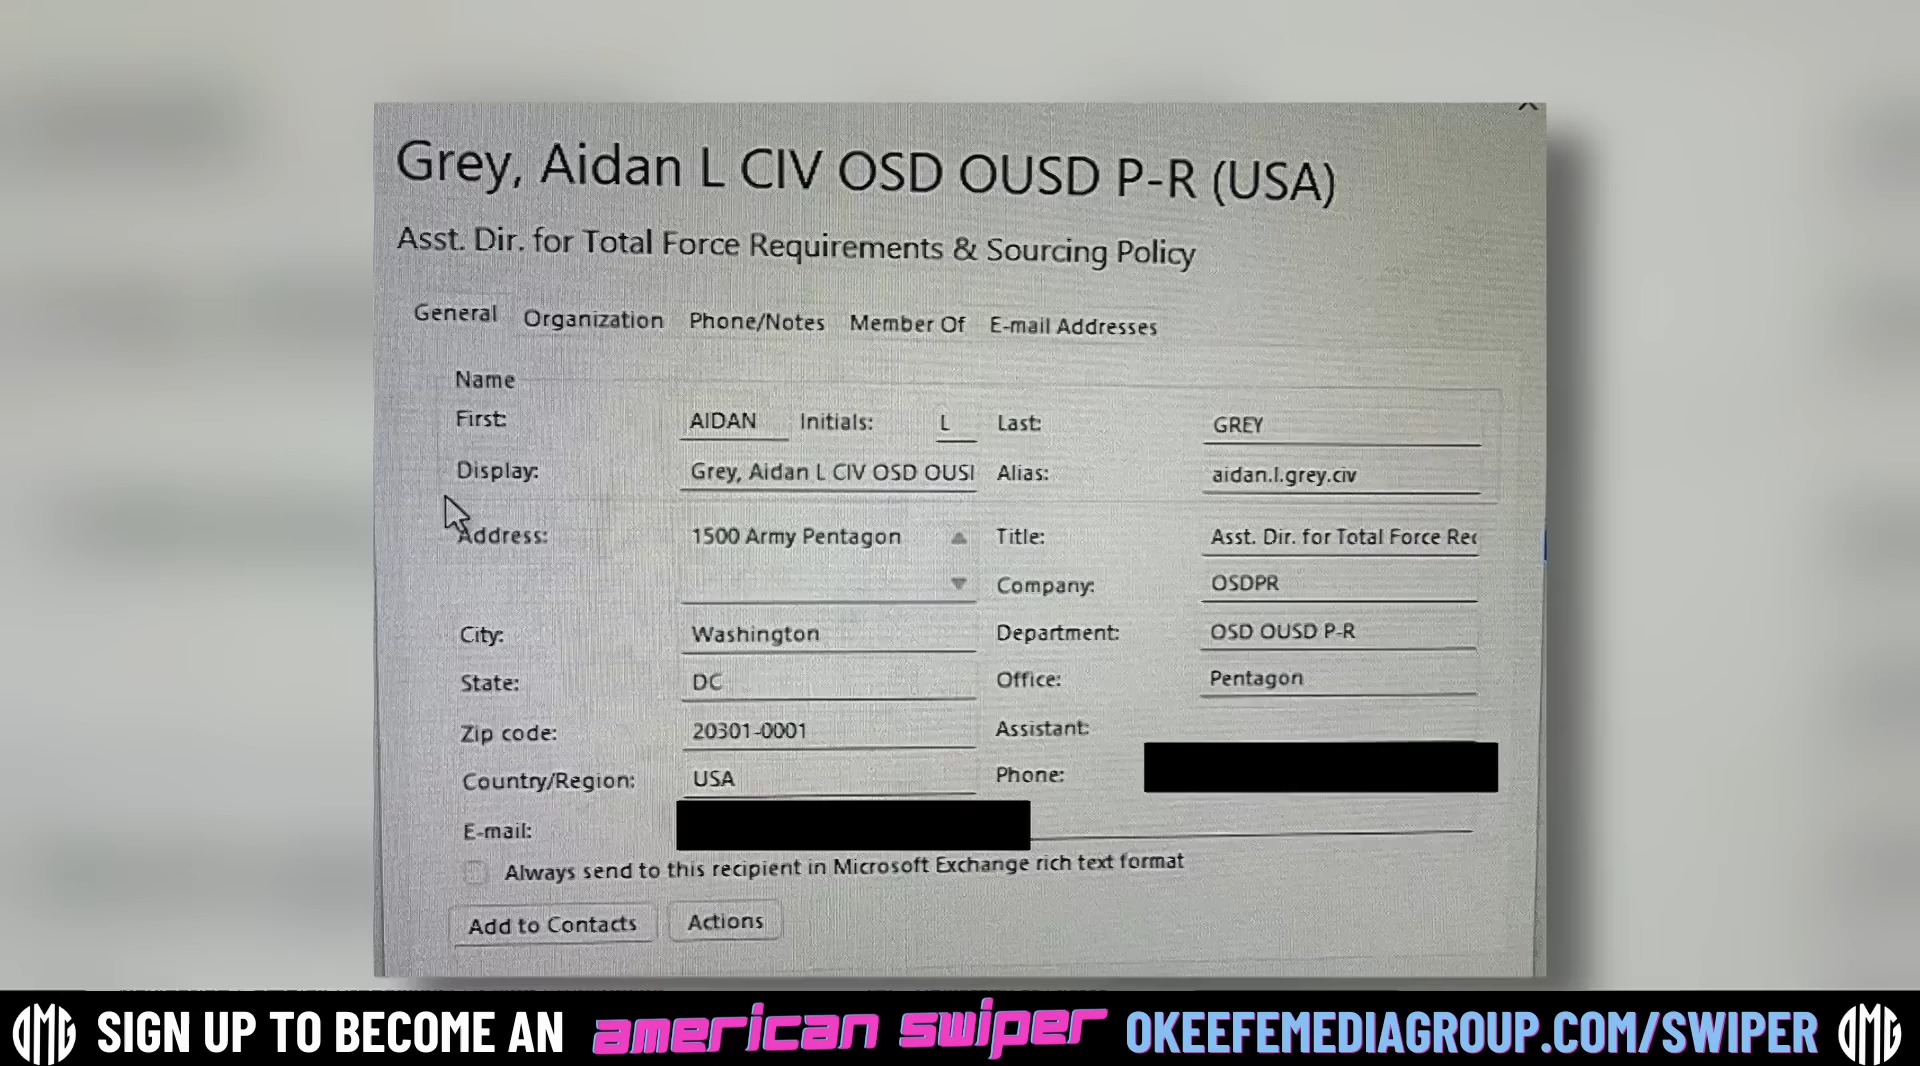 Grey, Aidan L CIV OSD OUSD P-R (USA)
Asst. Dir. for Total Force Requirements & Sourcing Policy
General Organization Phone/Notes Member Of E-mail Addresses
Name
First: AIDAN Initials: L Last: GREY
Display: Grey, Aidan L CIV OSD OUSI Alias: aidan.l.grey.civ
Address: 1500 Army Pentagon Title: Asst. Dir. for Total Force Rec
Company: OSDPR
City: Washington Department: OSD OUSD P-R
State: DC Office: Pentagon
Zip code: 20301-0001 Assistant:
Country/Region: USA Phone:
E-mail:
Always send to this recipient in Microsoft Exchange rich text format
Add to Contacts Actions
OMG SIGN UP TO BECOME AN american swiper OKEEFEMEDIAGROUP.COM/SWIPER OMG